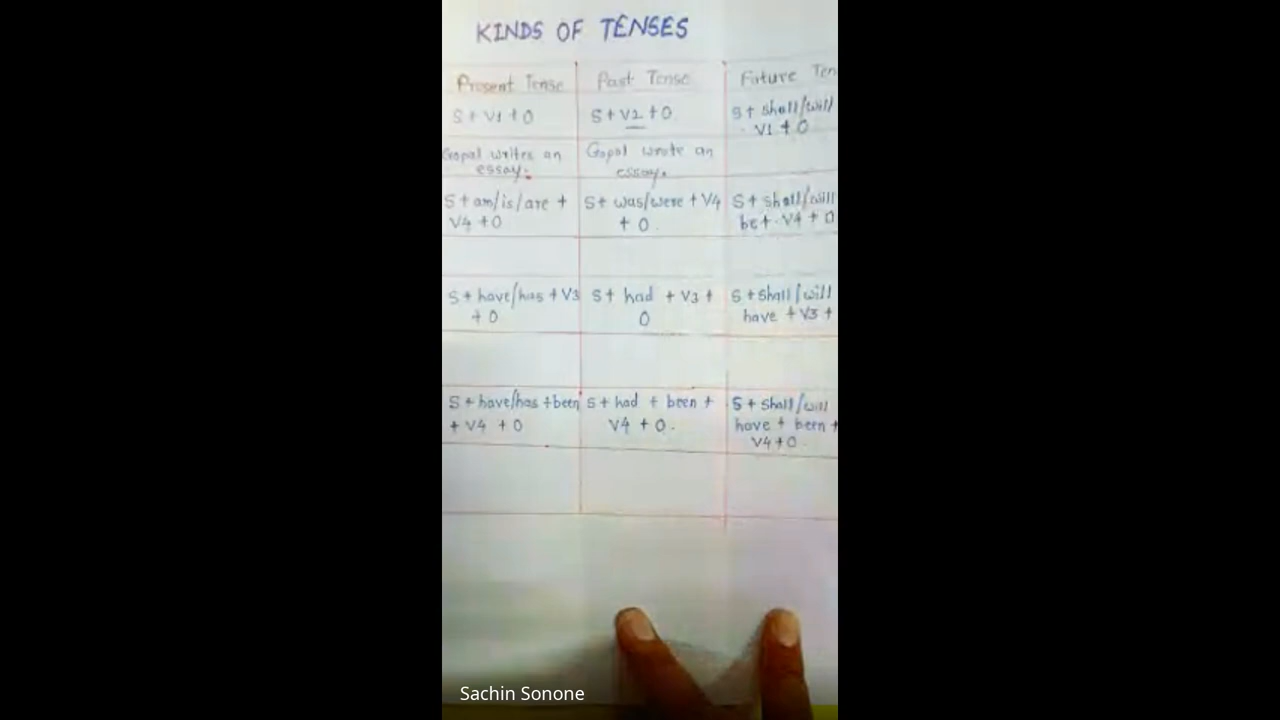 KINDS OF TENSES
Present Tense
Past Tense
Future Ten
S + V1 + O
S + V2 + O.
S + shall/will
V1 + O
Gopal writes an
essay.
Gopal wrote an
essay.
S + am/is/are +
V4 + O
S + was/were + V4
+ O.
S + shall/will
be + V4 + O
S + have/has + V3
+ O
S + had + V3 +
O
S + shall/will
have + V3 +
S + have/has + been
+ V4 + O
S + had + been +
V4 + O.
S + shall/will
have + been +
V4 + O.
Sachin Sonone